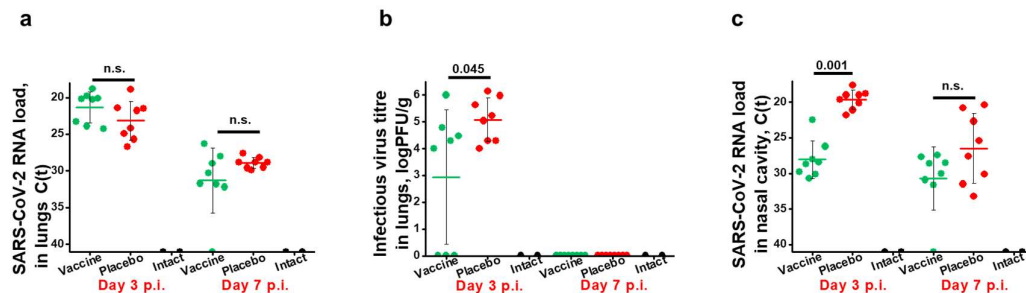 a
SARS-CoV-2 RNA load,
in lungs C(t)
20
25
30
35
40
n.s.
n.s.
Vaccine
Placebo
Intact
Vaccine
Placebo
Intact
Day 3 p.i.
Day 7 p.i.
b
Infectious virus titre
in lungs, logPFU/g
7
6
5
4
3
2
1
0
0.045
Vaccine
Placebo
Intact
Vaccine
Placebo
Intact
Day 3 p.i.
Day 7 p.i.
c
SARS-CoV-2 RNA load
in nasal cavity, C(t)
20
25
30
35
40
0.001
n.s.
Vaccine
Placebo
Intact
Vaccine
Placebo
Intact
Day 3 p.i.
Day 7 p.i.